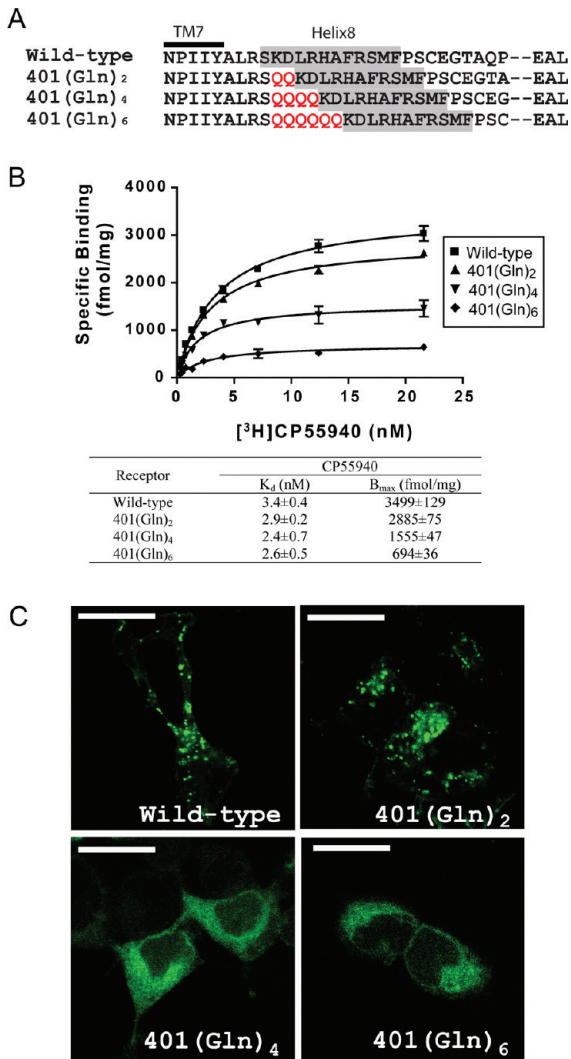 A
TM7 Helix8
Wild-type NPIIYALRSKDLRHAFRSMFPSCEGTAQP--EAL
401(Gln)₂ NPIIYALRSQQKDLRHAFRSMFPSCEGTA--EAL
401(Gln)₄ NPIIYALRSQQQQKDLRHAFRSMFPSCEG--EAL
401(Gln)₆ NPIIYALRSQQQQQQKDLRHAFRSMFPSC--EAL
B
Specific Binding
(fmol/mg)
4000
3000
2000
1000
0
0 5 10 15 20 25
[³H]CP55940 (nM)
Wild-type
401(Gln)₂
401(Gln)₄
401(Gln)₆
Receptor CP55940
K_d (nM) B_max (fmol/mg)
Wild-type 3.4±0.4 3499±129
401(Gln)₂ 2.9±0.2 2885±75
401(Gln)₄ 2.4±0.7 1555±47
401(Gln)₆ 2.6±0.5 694±36
C
Wild-type
401(Gln)₂
401(Gln)₄
401(Gln)₆